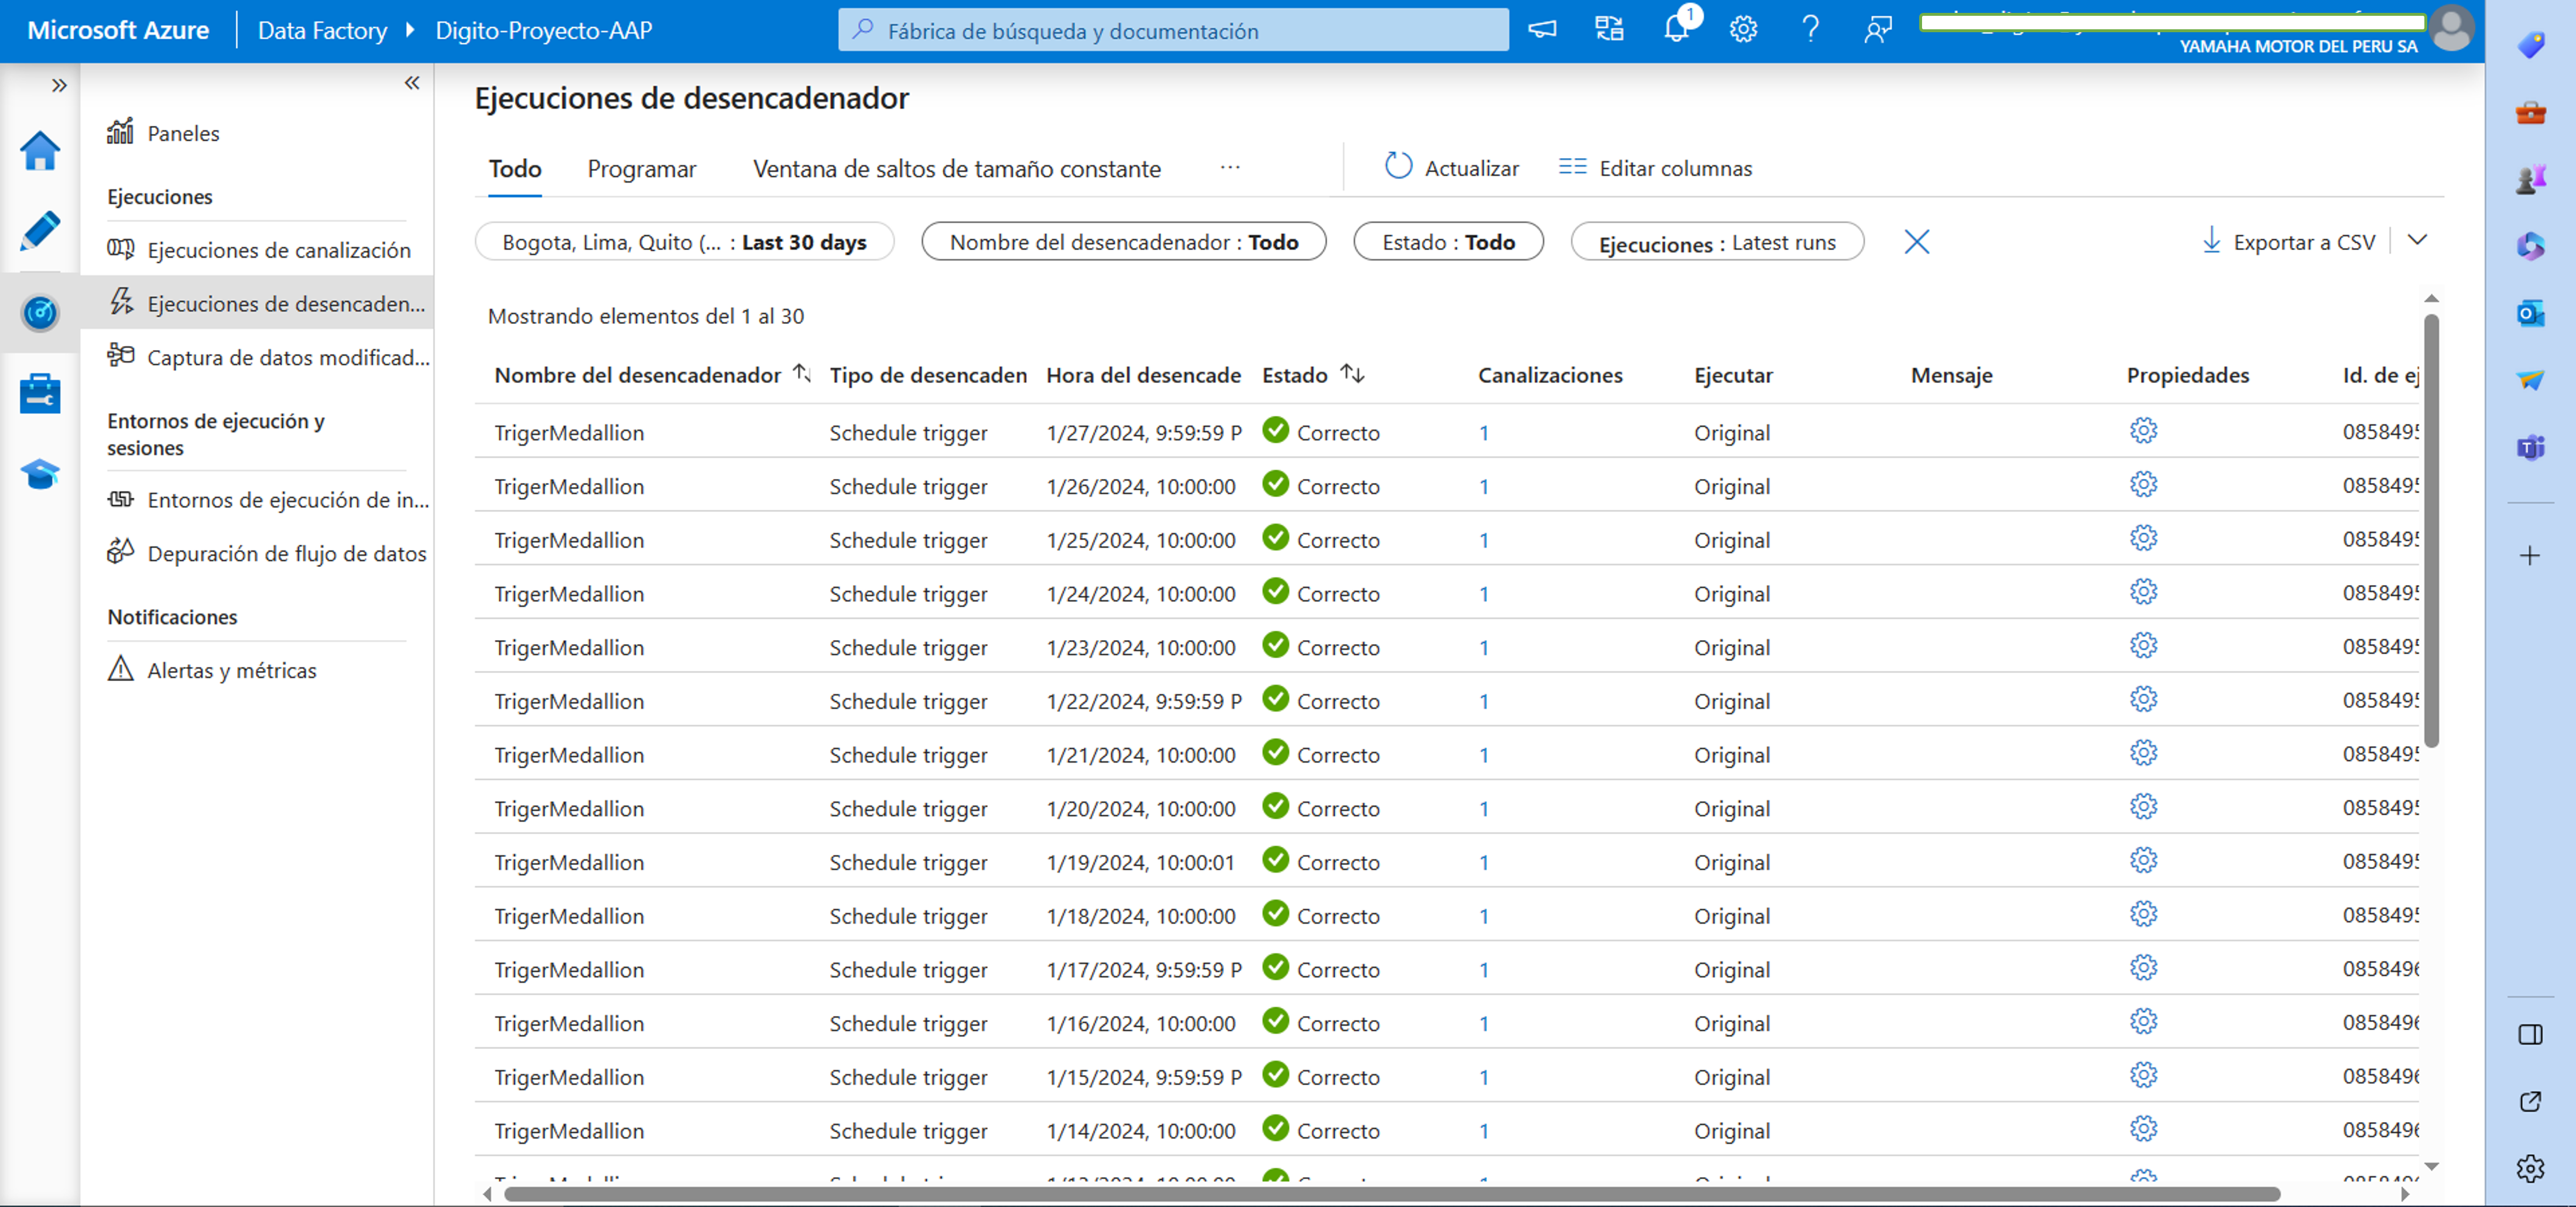 Microsoft Azure
Data Factory
Digito-Proyecto-AAP
Fábrica de búsqueda y documentación
1
YAMAHA MOTOR DEL PERU SA
Paneles
Ejecuciones
Ejecuciones de canalización
Ejecuciones de desencaden...
Captura de datos modificad...
Entornos de ejecución y
sesiones
Entornos de ejecución de in...
Depuración de flujo de datos
Notificaciones
Alertas y métricas
Ejecuciones de desencadenador
Todo Programar Ventana de saltos de tamaño constante ... Actualizar Editar columnas
Bogota, Lima, Quito (... : Last 30 days Nombre del desencadenador : Todo Estado : Todo Ejecuciones : Latest runs Exportar a CSV
Mostrando elementos del 1 al 30
Nombre del desencadenador Tipo de desencaden Hora del desencade Estado Canalizaciones Ejecutar Mensaje Propiedades Id. de ej
TrigerMedallion Schedule trigger 1/27/2024, 9:59:59 P Correcto 1 Original 0858495
TrigerMedallion Schedule trigger 1/26/2024, 10:00:00 Correcto 1 Original 0858495
TrigerMedallion Schedule trigger 1/25/2024, 10:00:00 Correcto 1 Original 0858495
TrigerMedallion Schedule trigger 1/24/2024, 10:00:00 Correcto 1 Original 0858495
TrigerMedallion Schedule trigger 1/23/2024, 10:00:00 Correcto 1 Original 0858495
TrigerMedallion Schedule trigger 1/22/2024, 9:59:59 P Correcto 1 Original 0858495
TrigerMedallion Schedule trigger 1/21/2024, 10:00:00 Correcto 1 Original 0858495
TrigerMedallion Schedule trigger 1/20/2024, 10:00:00 Correcto 1 Original 0858495
TrigerMedallion Schedule trigger 1/19/2024, 10:00:01 Correcto 1 Original 0858495
TrigerMedallion Schedule trigger 1/18/2024, 10:00:00 Correcto 1 Original 0858495
TrigerMedallion Schedule trigger 1/17/2024, 9:59:59 P Correcto 1 Original 0858496
TrigerMedallion Schedule trigger 1/16/2024, 10:00:00 Correcto 1 Original 0858496
TrigerMedallion Schedule trigger 1/15/2024, 9:59:59 P Correcto 1 Original 0858496
TrigerMedallion Schedule trigger 1/14/2024, 10:00:00 Correcto 1 Original 0858496